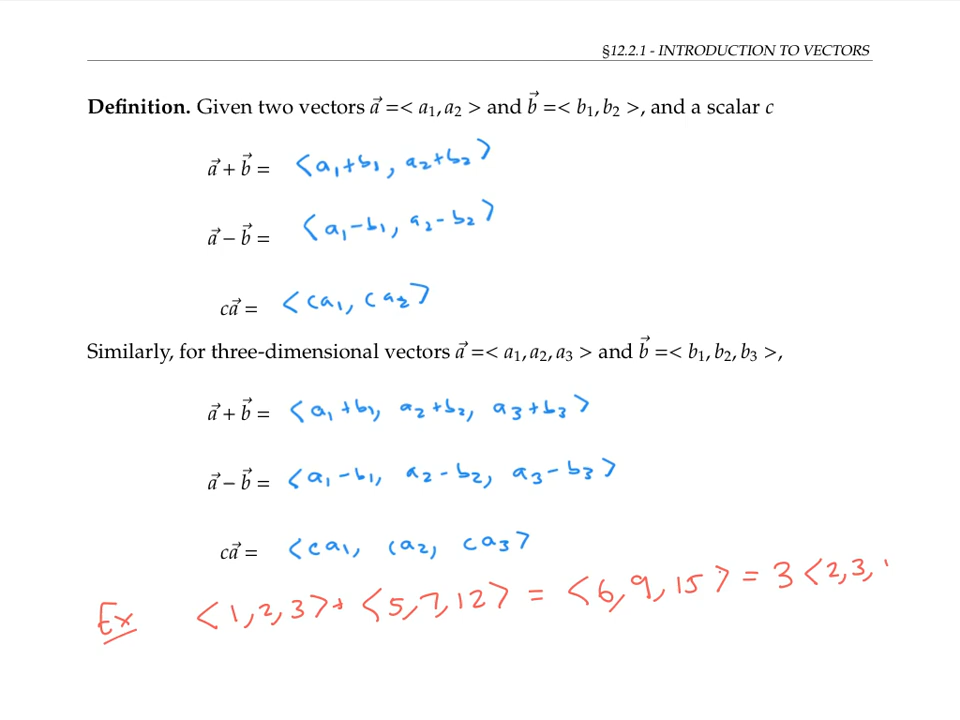 §12.2.1 - INTRODUCTION TO VECTORS
Definition. Given two vectors a⃗ =< a₁, a₂ > and b⃗ =< b₁, b₂ >, and a scalar c
a⃗ + b⃗ = ⟨a₁+b₁, a₂+b₂⟩
a⃗ − b⃗ = ⟨a₁−b₁, a₂−b₂⟩
ca⃗ = ⟨ca₁, ca₂⟩
Similarly, for three-dimensional vectors a⃗ =< a₁, a₂, a₃ > and b⃗ =< b₁, b₂, b₃ >,
a⃗ + b⃗ = ⟨a₁+b₁, a₂+b₂, a₃+b₃⟩
a⃗ − b⃗ = ⟨a₁−b₁, a₂−b₂, a₃−b₃⟩
ca⃗ = ⟨ca₁, ca₂, ca₃⟩
Ex ⟨1,2,3⟩+ ⟨5,7,12⟩ = ⟨6,9,15⟩ = 3⟨2,3,